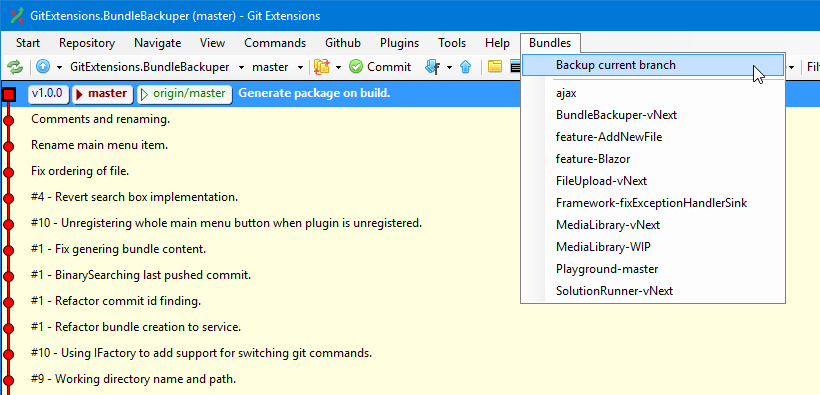 GitExtensions.BundleBackuper (master) - Git Extensions
Start Repository Navigate View Commands Github Plugins Tools Help Bundles
GitExtensions.BundleBackuper master Commit
Backup current branch
ajax
BundleBackuper-vNext
feature-AddNewFile
feature-Blazor
FileUpload-vNext
Framework-fixExceptionHandlerSink
MediaLibrary-vNext
MediaLibrary-WIP
Playground-master
SolutionRunner-vNext
v1.0.0 master origin/master Generate package on build.
Comments and renaming.
Rename main menu item.
Fix ordering of file.
#4 - Revert search box implementation.
#10 - Unregistering whole main menu button when plugin is unregistered.
#1 - Fix genering bundle content.
#1 - BinarySearching last pushed commit.
#1 - Refactor commit id finding.
#1 - Refactor bundle creation to service.
#10 - Using IFactory to add support for switching git commands.
#9 - Working directory name and path.